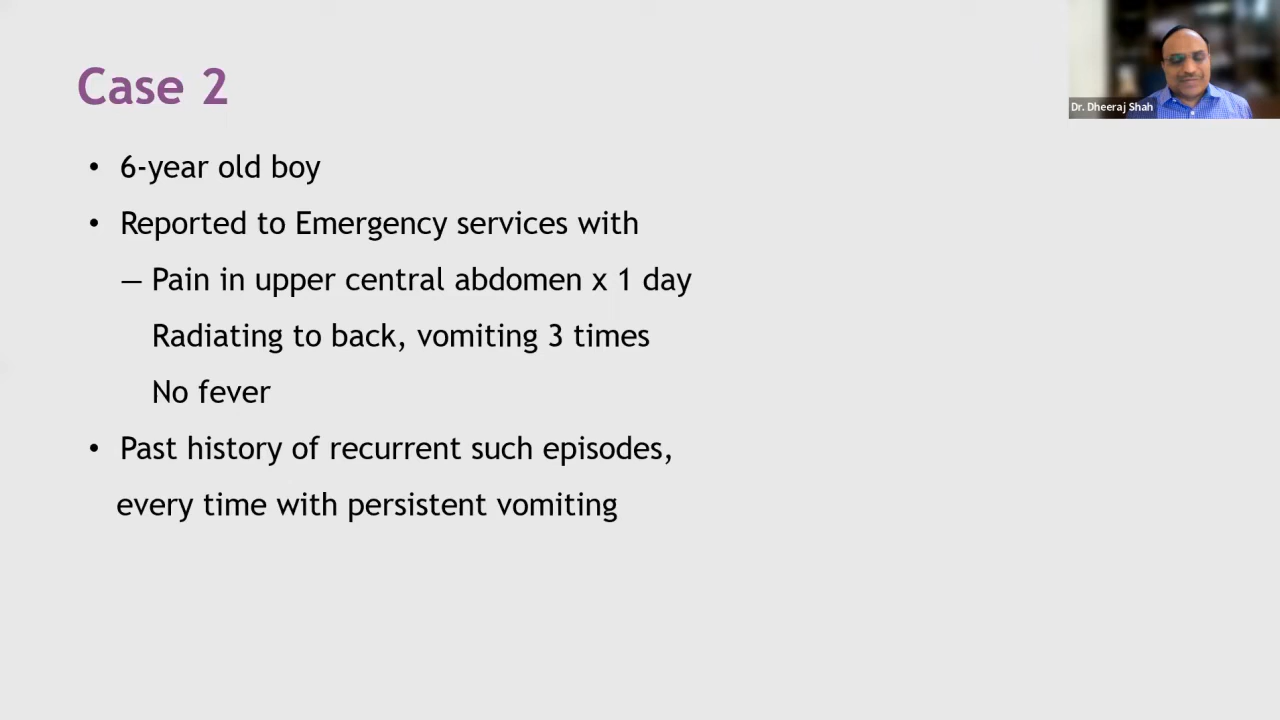 Case 2
Dr. Dheeraj Shah
• 6-year old boy
• Reported to Emergency services with
— Pain in upper central abdomen x 1 day
Radiating to back, vomiting 3 times
No fever
• Past history of recurrent such episodes,
every time with persistent vomiting